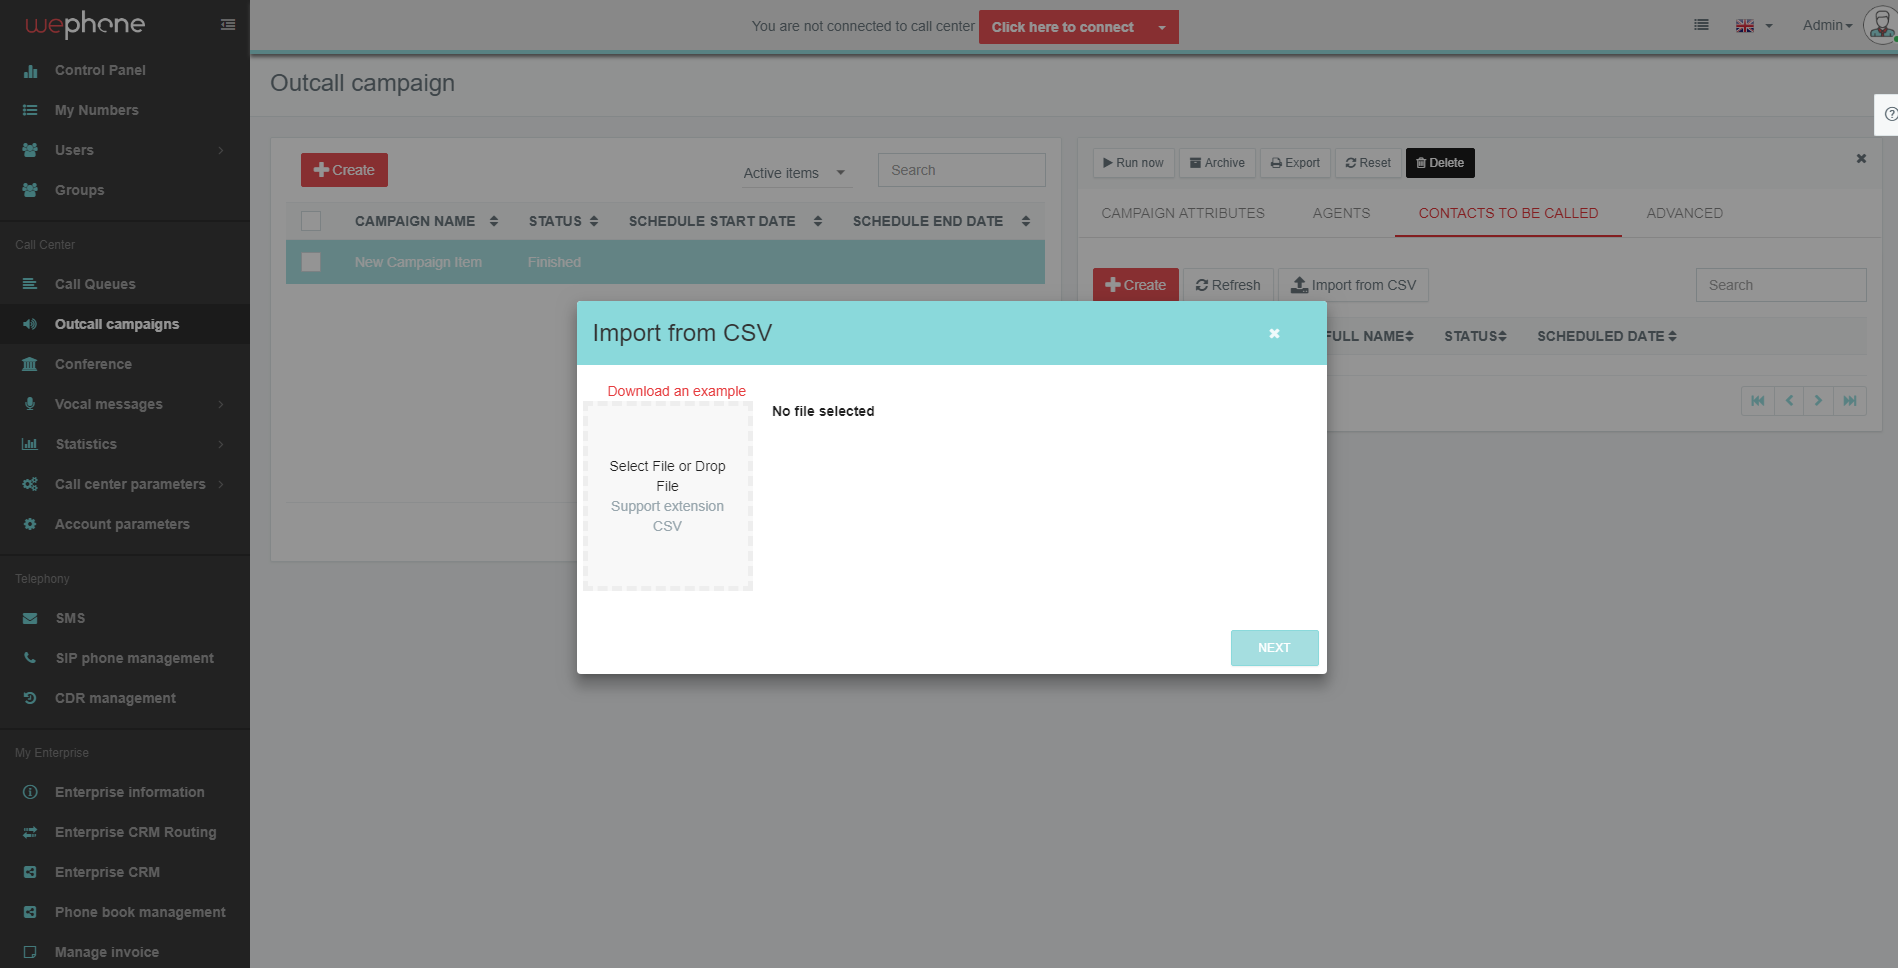 wephone
You are not connected to call center
Click here to connect
Admin
Control Panel
My Numbers
Users
Groups
Call Center
Call Queues
Outcall campaigns
Conference
Vocal messages
Statistics
Call center parameters
Account parameters
Telephony
SMS
SIP phone management
CDR management
My Enterprise
Enterprise information
Enterprise CRM Routing
Enterprise CRM
Phone book management
Manage invoice
Outcall campaign
Create
Active items
Search
CAMPAIGN NAME
STATUS
SCHEDULE START DATE
SCHEDULE END DATE
New Campaign Item
Finished
Run now
Archive
Export
Reset
Delete
CAMPAIGN ATTRIBUTES
AGENTS
CONTACTS TO BE CALLED
ADVANCED
Create
Refresh
Import from CSV
Search
FULL NAME
STATUS
SCHEDULED DATE
Import from CSV
Download an example
No file selected
Select File or Drop
File
Support extension
CSV
NEXT